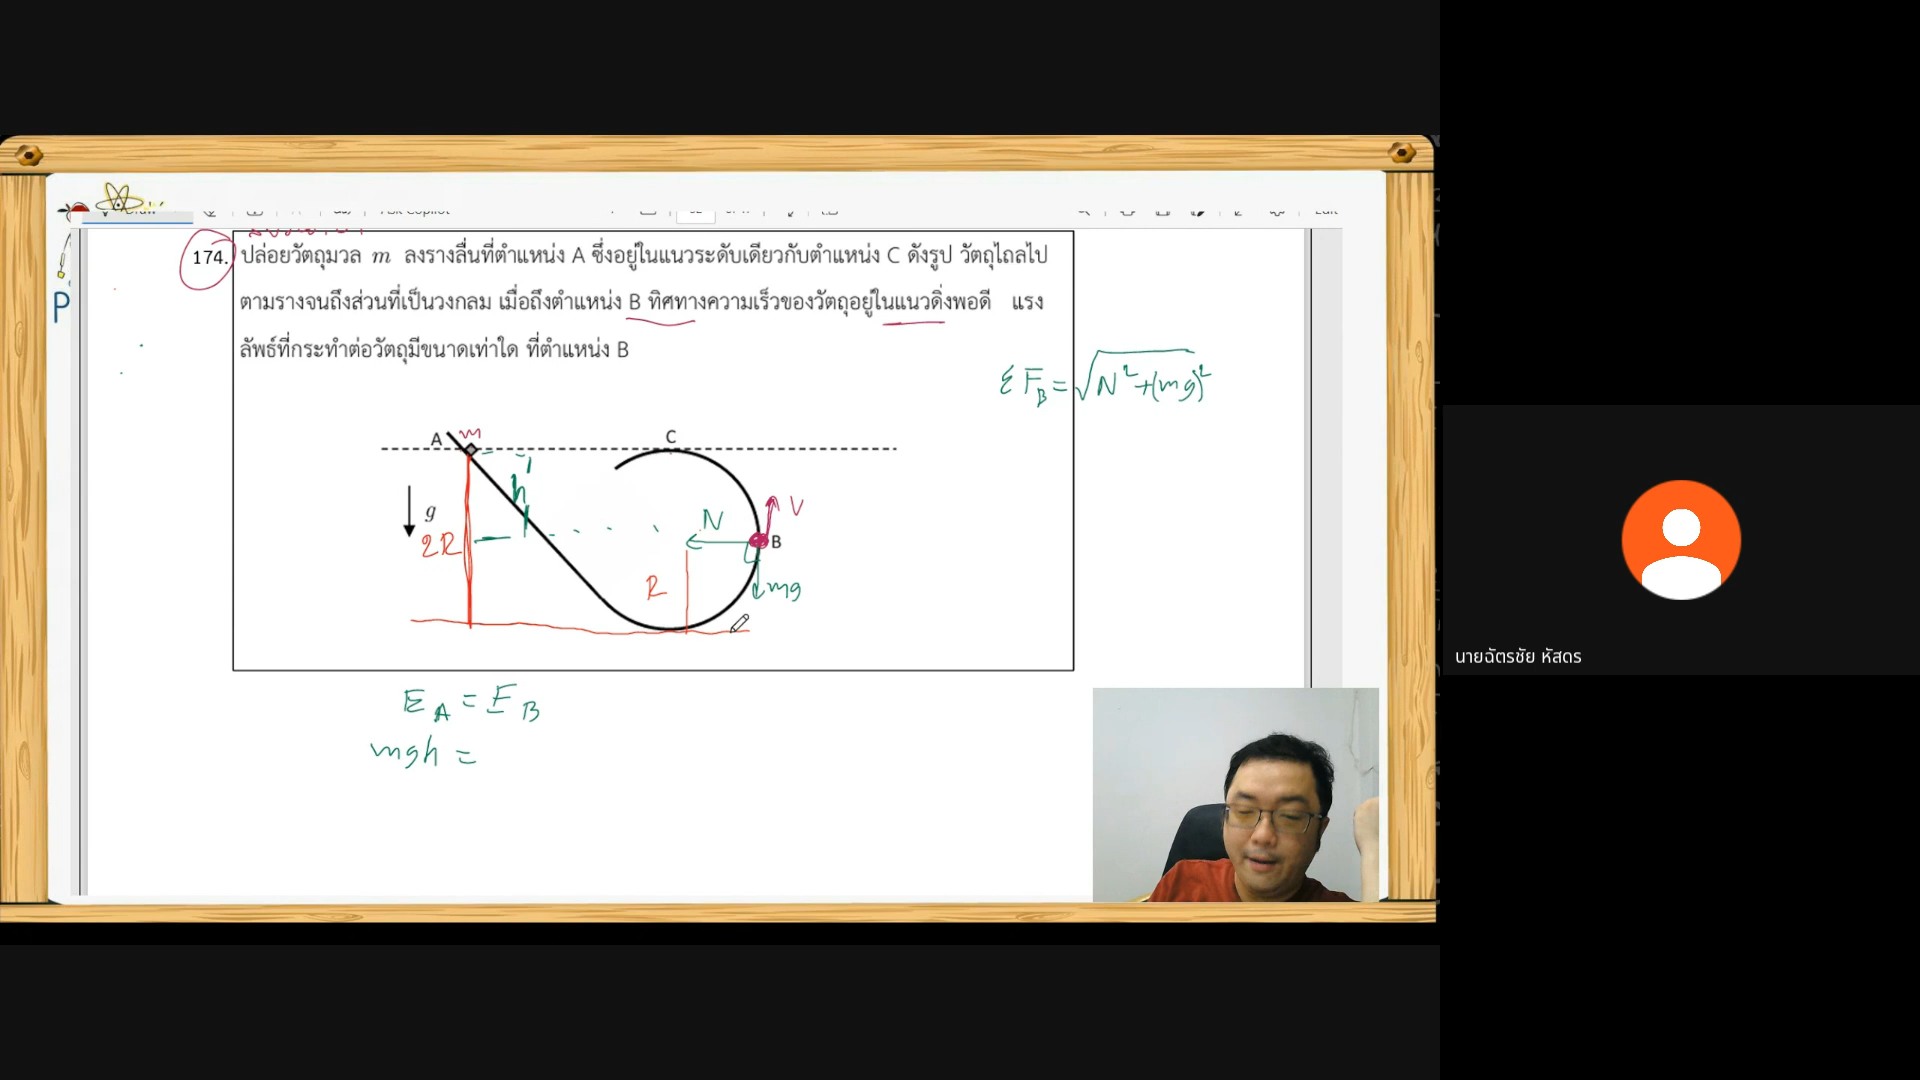 174. ปล่อยวัตถุมวล m ลงรางลื่นที่ตำแหน่ง A ซึ่งอยู่ในแนวระดับเดียวกับตำแหน่ง C ดังรูป วัตถุไถลไป
ตามรางจนถึงส่วนที่เป็นวงกลม เมื่อถึงตำแหน่ง B ทิศทางความเร็วของวัตถุอยู่ในแนวดิ่งพอดี แรง
ลัพธ์ที่กระทำต่อวัตถุมีขนาดเท่าใด ที่ตำแหน่ง B
ΣF_B = √N²+(mg)²
A m C
h
g
N V
2R B
R mg
E_A = E_B
mgh =
P
นายฉัตรชัย หัสดร